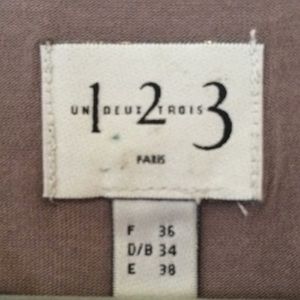 UN 1 DEUX 2 TROIS 3
PARIS
F 36
D/B 34
E 38